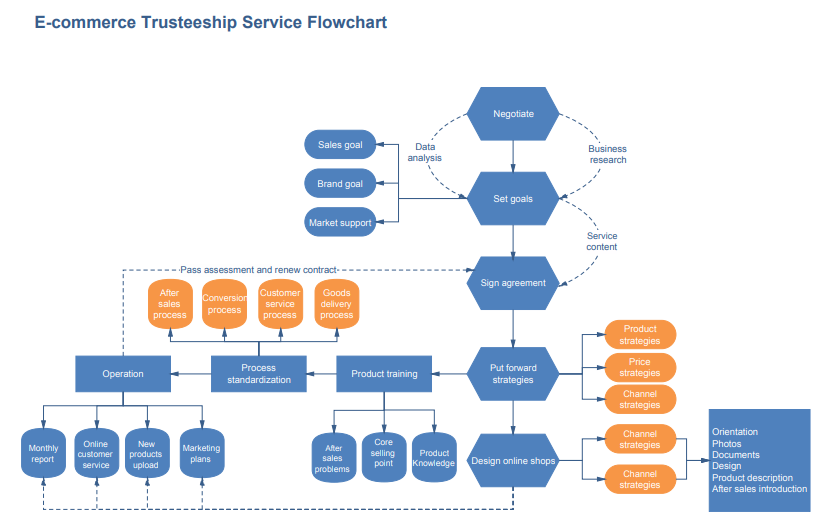 E-commerce Trusteeship Service Flowchart
Negotiate
Data
analysis
Business
research
Sales goal
Brand goal
Market support
Set goals
Service
content
Pass assessment and renew contract
Sign agreement
After
sales
process
Conversion
process
Customer
service
process
Goods
delivery
process
Operation
Process
standardization
Product training
Put forward
strategies
Product
strategies
Price
strategies
Channel
strategies
Monthly
report
Online
customer
service
New
products
upload
Marketing
plans
After
sales
problems
Core
selling
point
Product
Knowledge
Design online shops
Channel
strategies
Channel
strategies
Orientation
Photos
Documents
Design
Product description
After sales introduction